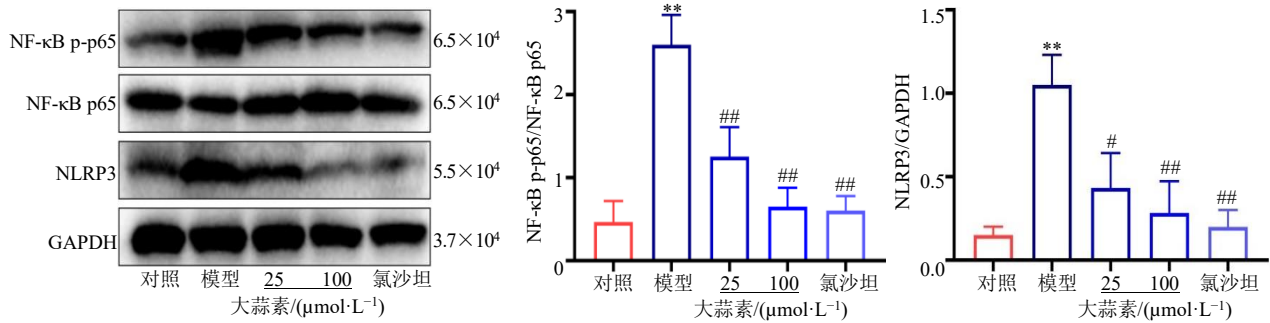 NF-κB p-p65
6.5×10⁴
NF-κB p65
6.5×10⁴
NLRP3
5.5×10⁴
GAPDH
3.7×10⁴
对照 模型 25 100 氯沙坦
大蒜素/(μmol·L⁻¹)
NF-κB p-p65/NF-κB p65
3
2
1
0
**
##
##
##
对照 模型 25 100 氯沙坦
大蒜素/(μmol·L⁻¹)
NLRP3/GAPDH
1.5
1.0
0.5
0.0
**
#
##
##
对照 模型 25 100 氯沙坦
大蒜素/(μmol·L⁻¹)